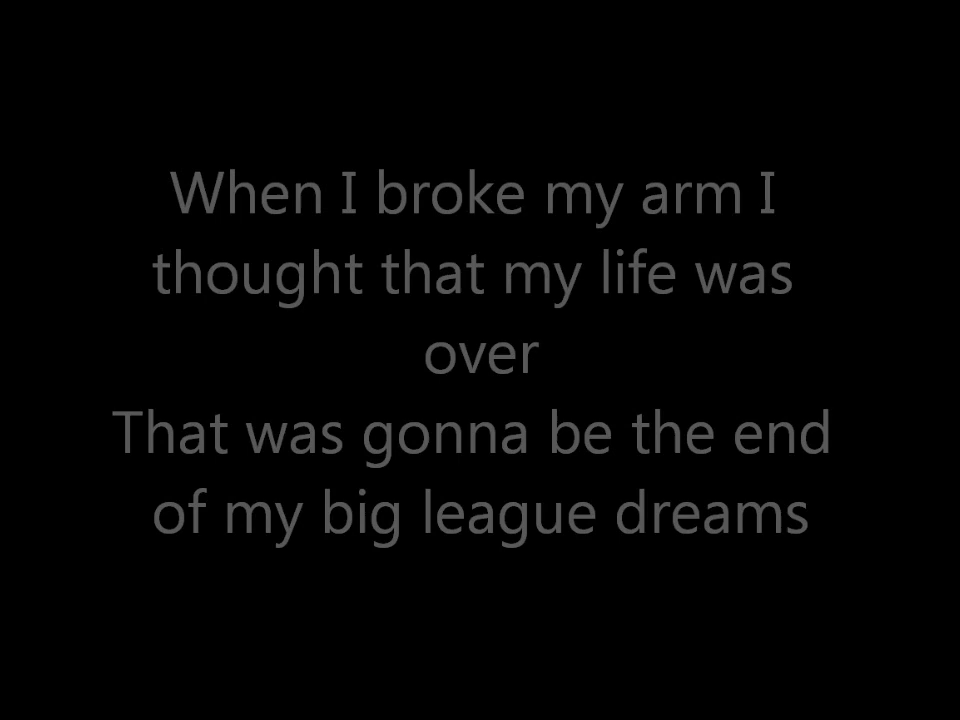 When I broke my arm I
thought that my life was
over
That was gonna be the end
of my big league dreams